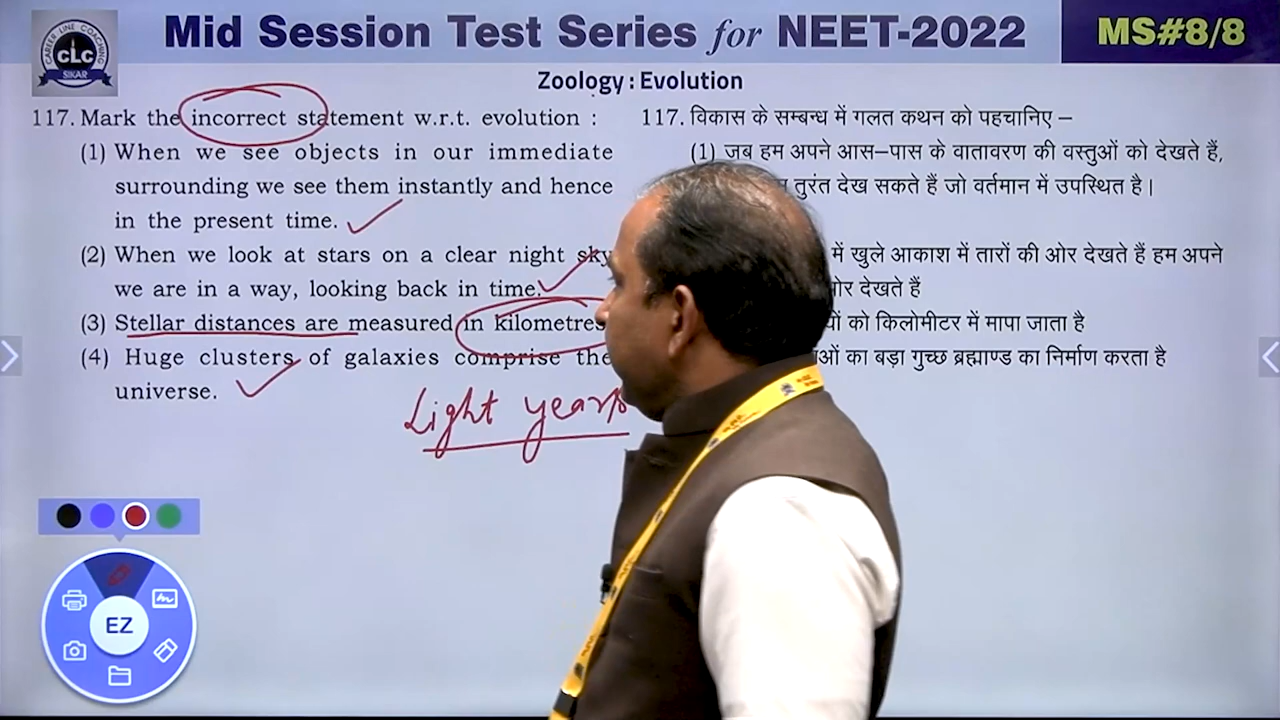 CAREER LINE COACHING
CLC
SIKAR
Mid Session Test Series for NEET-2022
MS#8/8
Zoology : Evolution
117. Mark the incorrect statement w.r.t. evolution :
(1) When we see objects in our immediate
surrounding we see them instantly and hence
in the present time.
(2) When we look at stars on a clear night sky
we are in a way, looking back in time.
(3) Stellar distances are measured in kilometres
(4) Huge clusters of galaxies comprise the
universe.
Light years
117. विकास के सम्बन्ध में गलत कथन को पहचानिए –
(1) जब हम अपने आस–पास के वातावरण की वस्तुओं को देखते हैं,
तुरंत देख सकते हैं जो वर्तमान में उपस्थित है।
में खुले आकाश में तारों की ओर देखते हैं हम अपने
देखते हैं
को किलोमीटर में मापा जाता है
का बड़ा गुच्छ ब्रह्माण्ड का निर्माण करता है
EZ